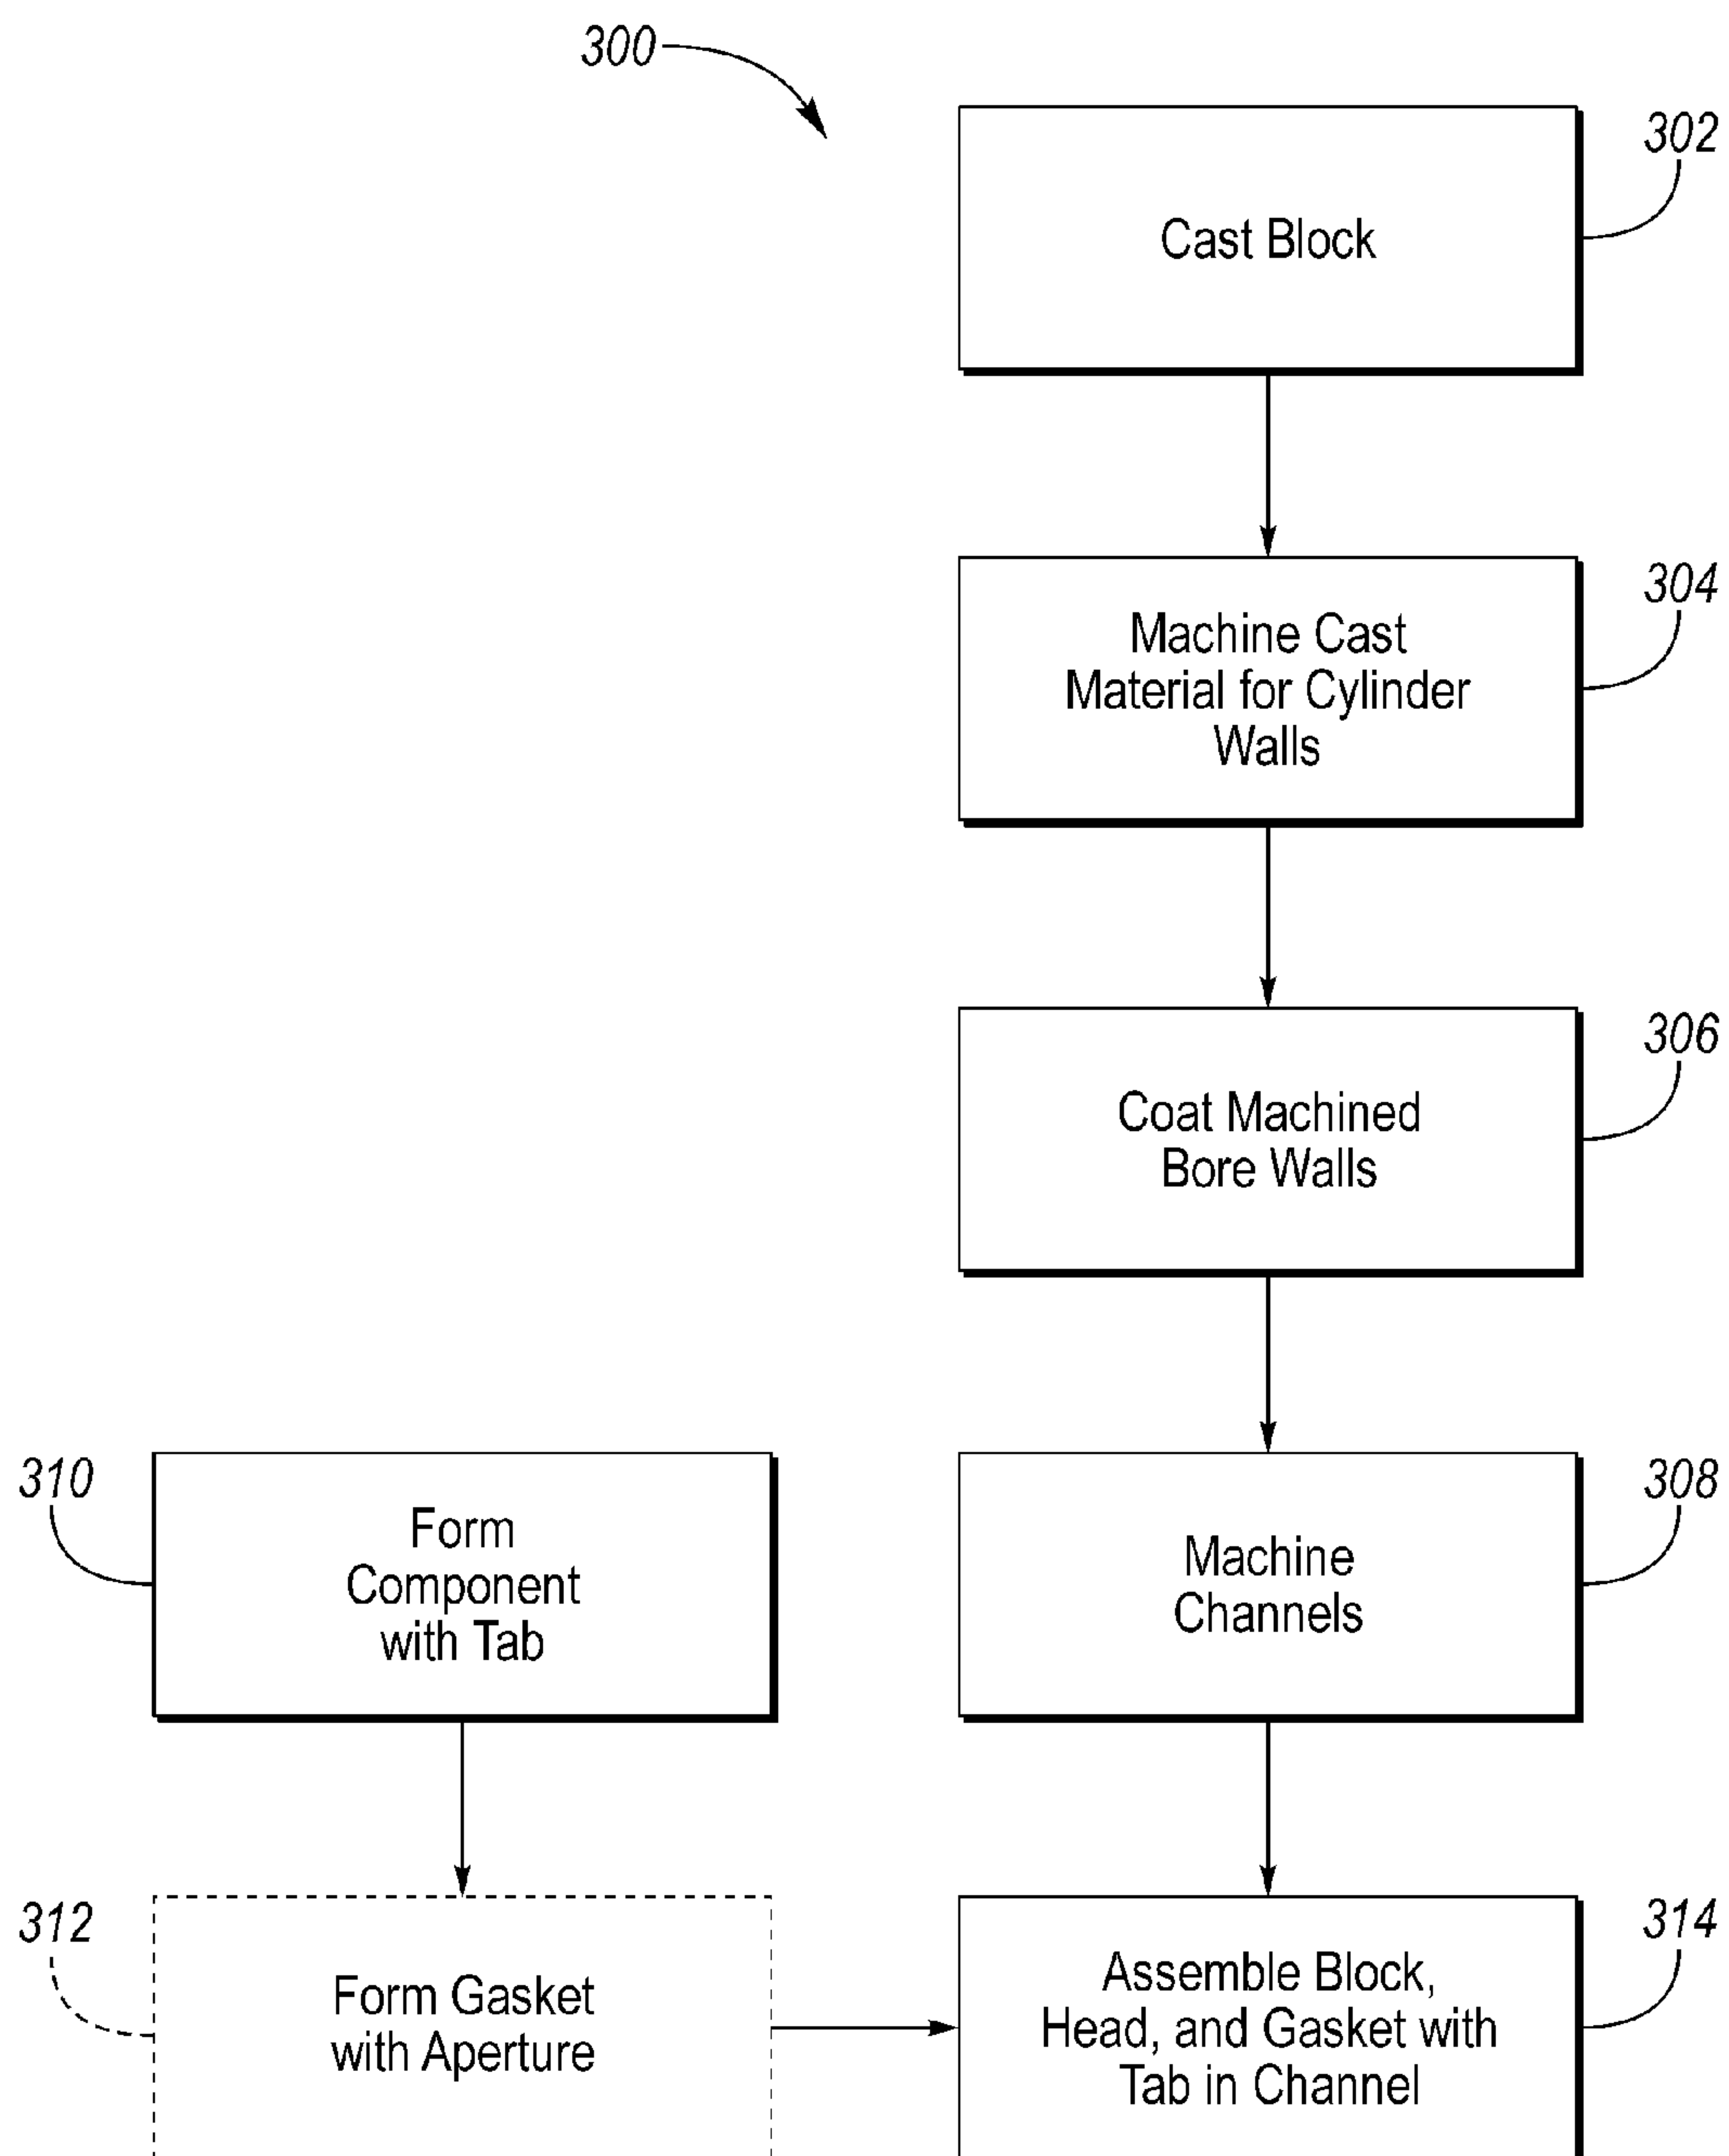 300
302
Cast Block
304
Machine Cast
Material for Cylinder
Walls
306
Coat Machined
Bore Walls
310
Form
Component
with Tab
308
Machine
Channels
312
Form Gasket
with Aperture
314
Assemble Block,
Head, and Gasket with
Tab in Channel